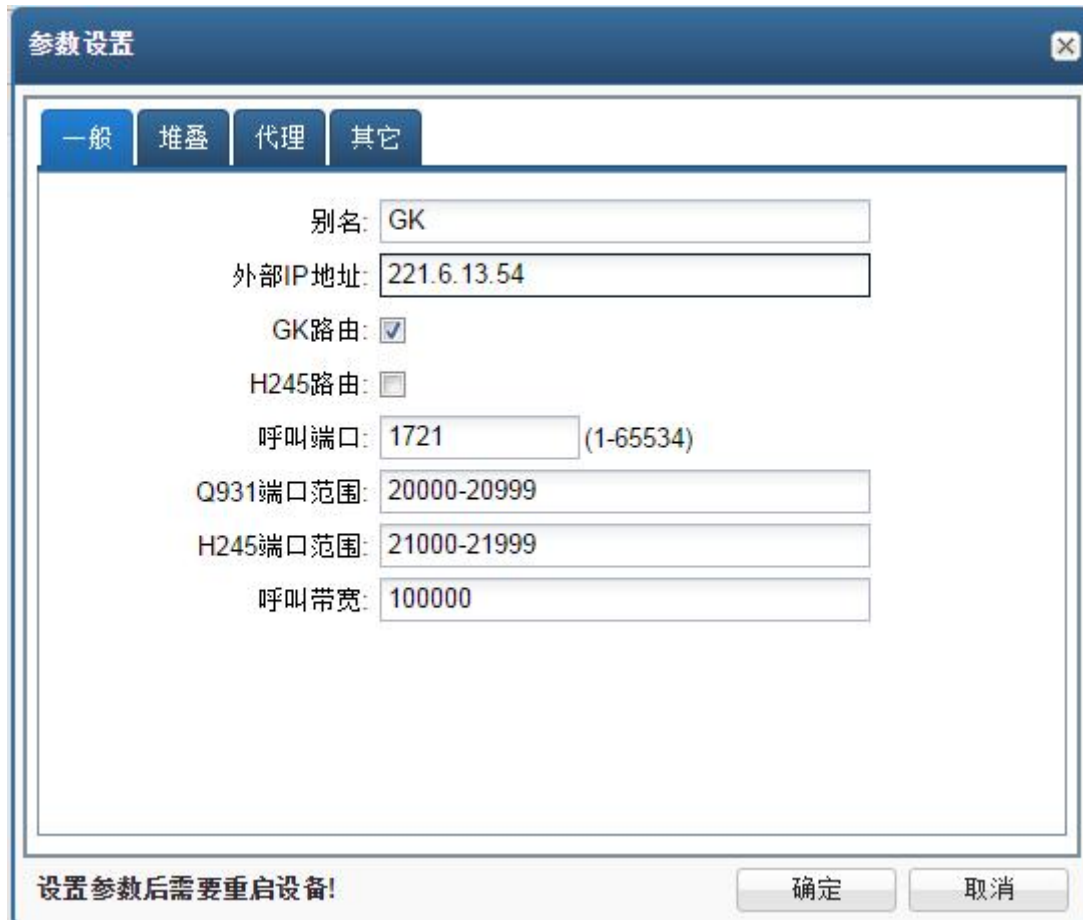 参数设置
一般 堆叠 代理 其它
别名: GK
外部IP地址: 221.6.13.54
GK路由:
H245路由:
呼叫端口: 1721 (1-65534)
Q931端口范围: 20000-20999
H245端口范围: 21000-21999
呼叫带宽: 100000
设置参数后需要重启设备! 确定 取消